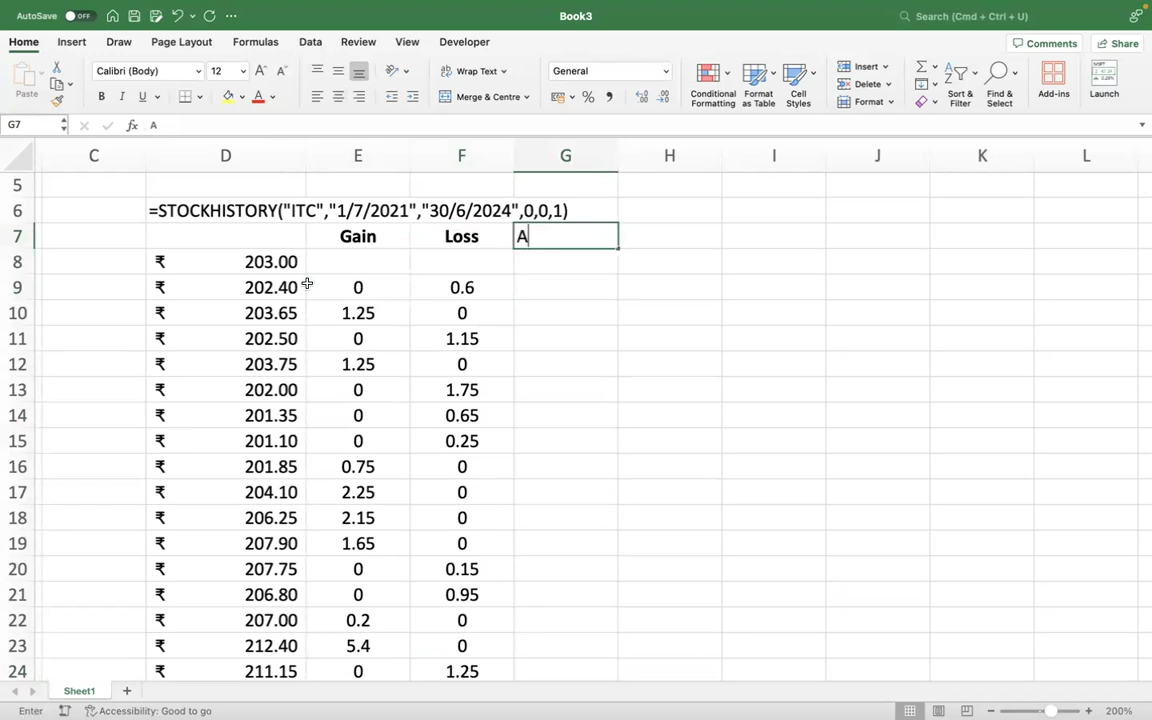 AutoSave OFF Book3 Search (Cmd + Ctrl + U)
Home Insert Draw Page Layout Formulas Data Review View Developer Comments Share
Paste Calibri (Body) 12 A A Wrap Text General Conditional Formatting Format as Table Cell Styles Insert Sort & Filter Find & Select Add-ins Launch
B I U A Merge & Centre % Delete
Format
G7 fx A
C D E F G H I J K L
5
6 =STOCKHISTORY("ITC","1/7/2021","30/6/2024",0,0,1)
7 Gain Loss A
8 ₹ 203.00
9 ₹ 202.40 0 0.6
10 ₹ 203.65 1.25 0
11 ₹ 202.50 0 1.15
12 ₹ 203.75 1.25 0
13 ₹ 202.00 0 1.75
14 ₹ 201.35 0 0.65
15 ₹ 201.10 0 0.25
16 ₹ 201.85 0.75 0
17 ₹ 204.10 2.25 0
18 ₹ 206.25 2.15 0
19 ₹ 207.90 1.65 0
20 ₹ 207.75 0 0.15
21 ₹ 206.80 0 0.95
22 ₹ 207.00 0.2 0
23 ₹ 212.40 5.4 0
24 ₹ 211.15 0 1.25
Sheet1
Enter Accessibility: Good to go 200%